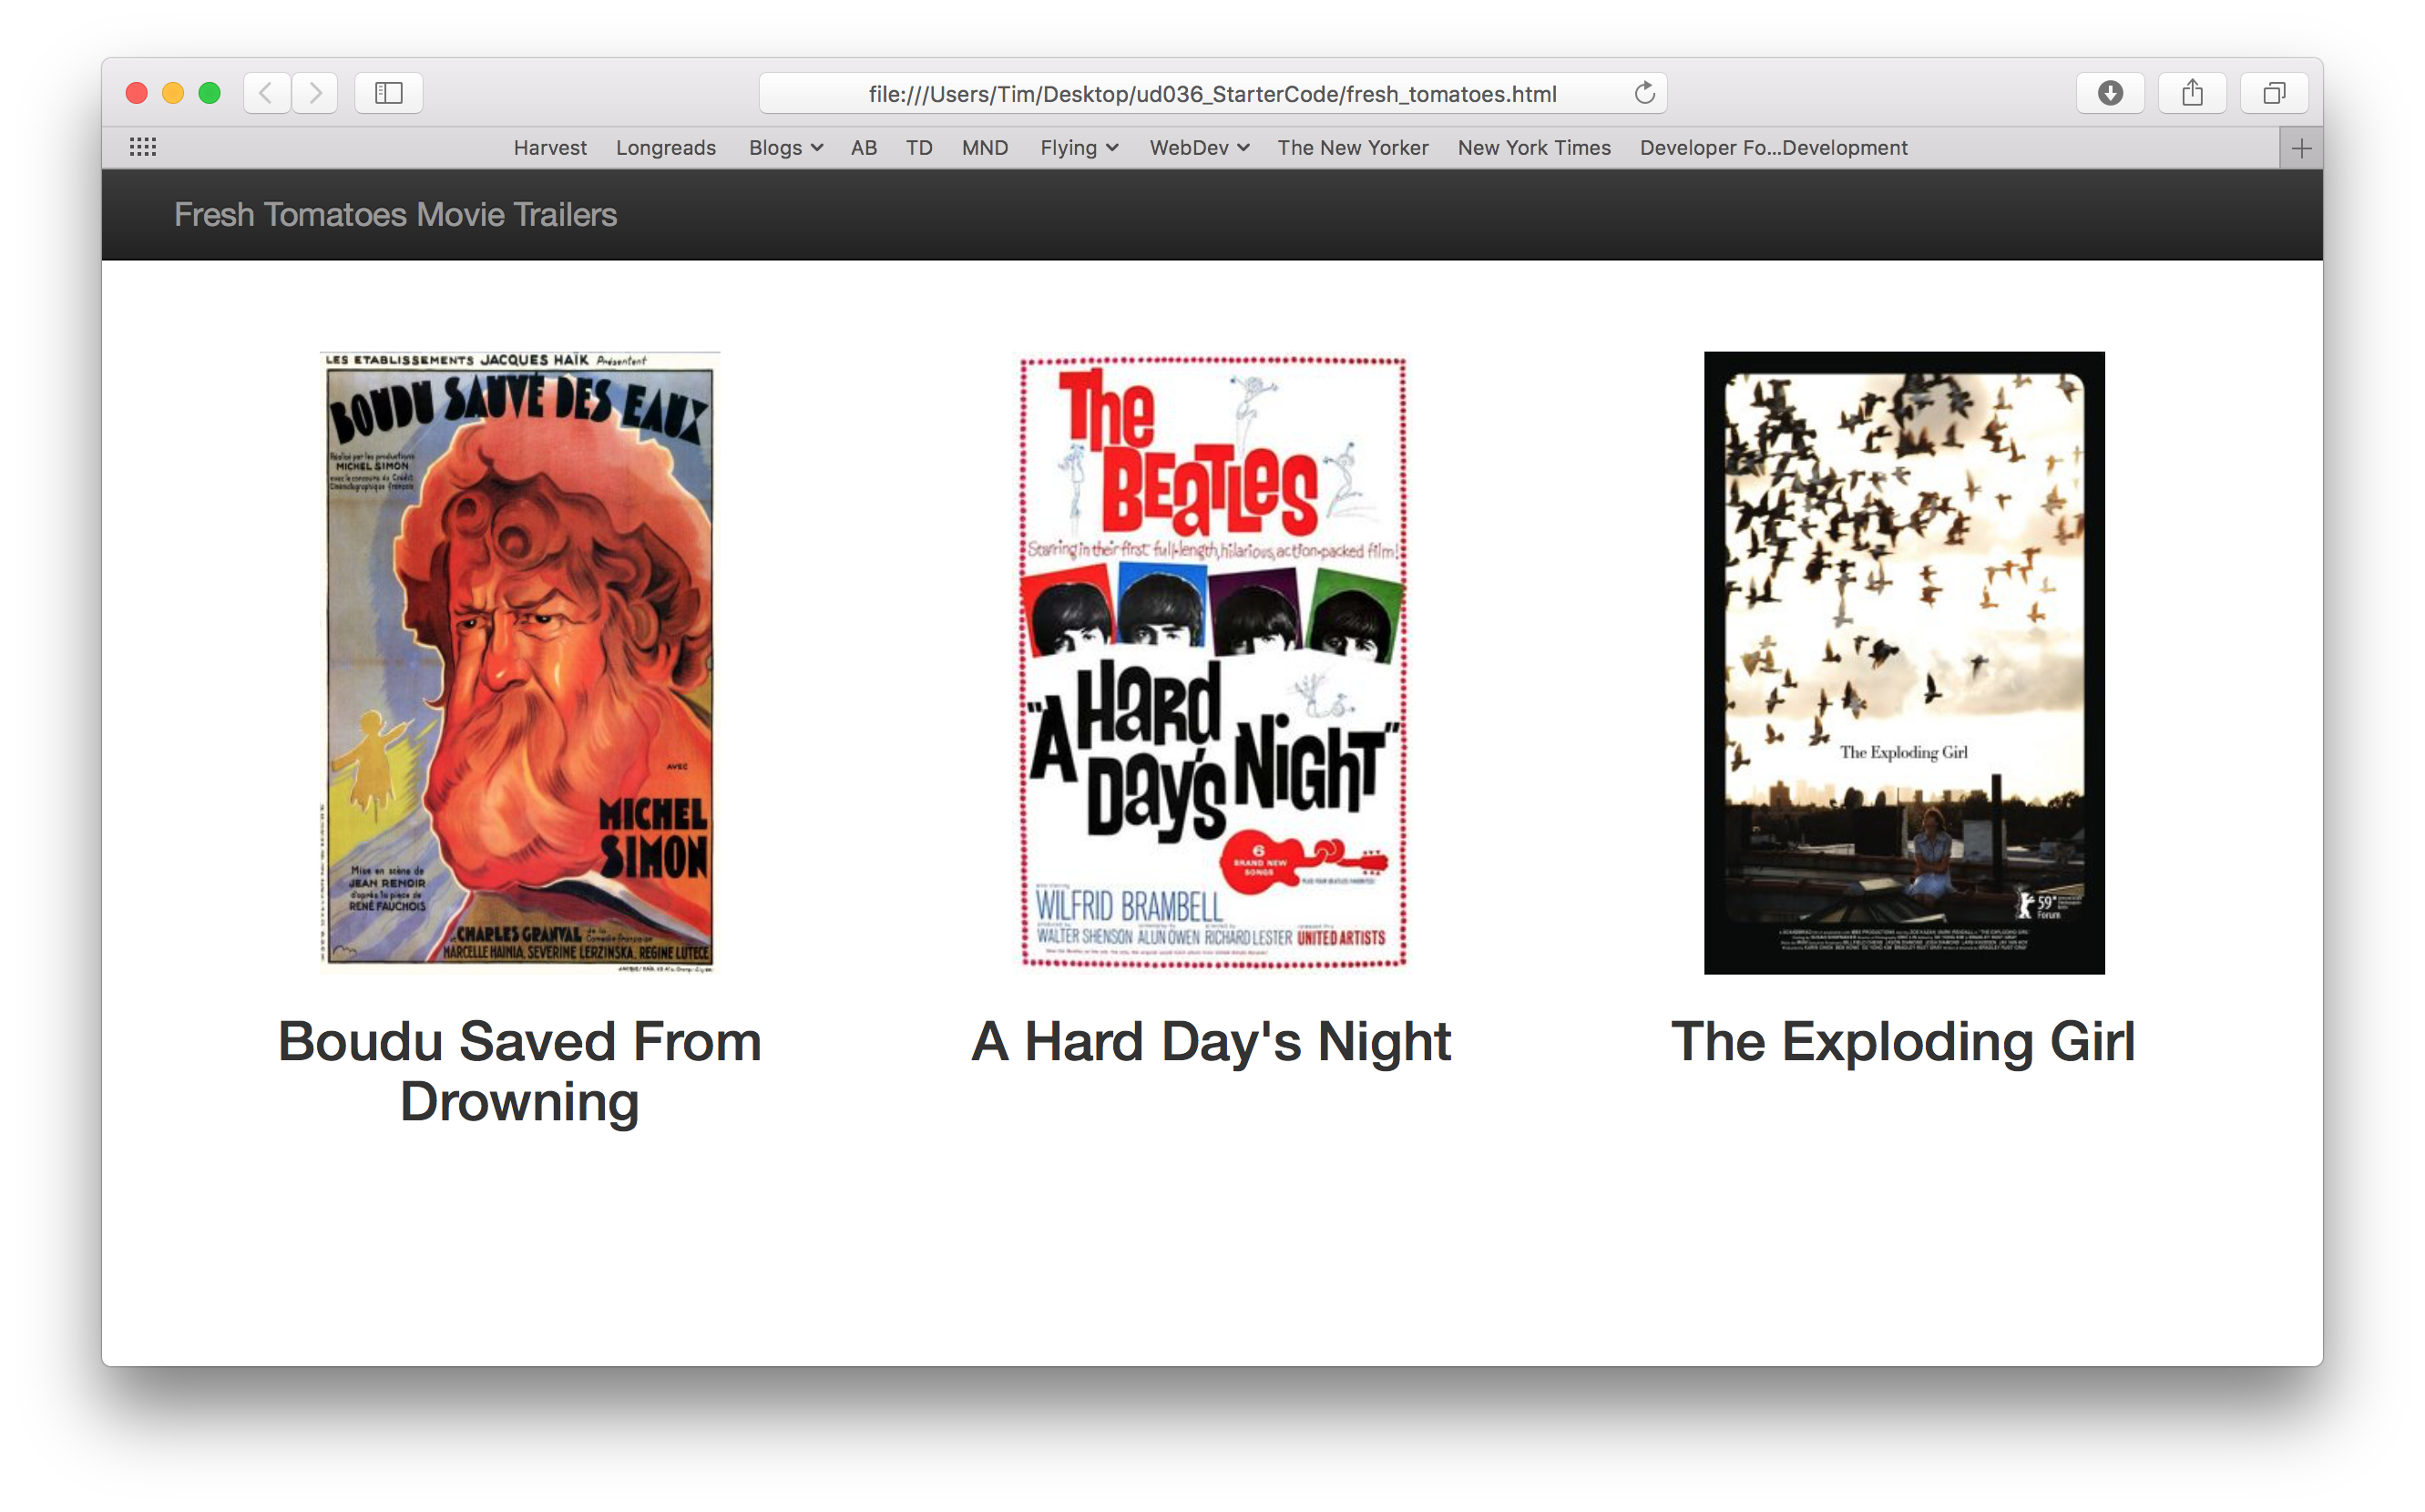 file:///Users/Tim/Desktop/ud036_StarterCode/fresh_tomatoes.html
Harvest Longreads Blogs AB TD MND Flying WebDev The New Yorker New York Times Developer Fo...Development
Fresh Tomatoes Movie Trailers
LES ETABLISSEMENTS JACQUES HAÏK Présentent
BOUDU SAUVÉ DES EAUX
Réalisé par les productions
MICHEL SIMON
avec le concours du Crédit
Cinématographique français
AVEC
MICHEL
SIMON
Mise en scène de
JEAN RENOIR
d'après la pièce de
RENÉ FAUCHOIS
CHARLES GRANVAL de la Comédie française
MARCELLE HAINIA, SEVERINE LERZINSKA, REGINE LUTECE
The
BEATLES
Starring in their first full-length, hilarious, action-packed film!
"A HARD
DAY'S NIGHT"
6
BRAND NEW
SONGS
PLUS YOUR BEATLES FAVORITES!
also starring
WILFRID BRAMBELL
WALTER SHENSON ALUN OWEN RICHARD LESTER UNITED ARTISTS
The Exploding Girl
59
Forum
Boudu Saved From
Drowning
A Hard Day's Night
The Exploding Girl